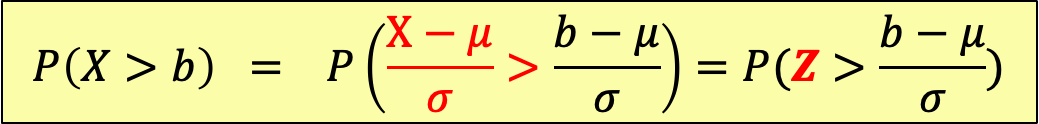 P(X > b) = P((X − μ)/σ > (b − μ)/σ) = P(Z > (b − μ)/σ)